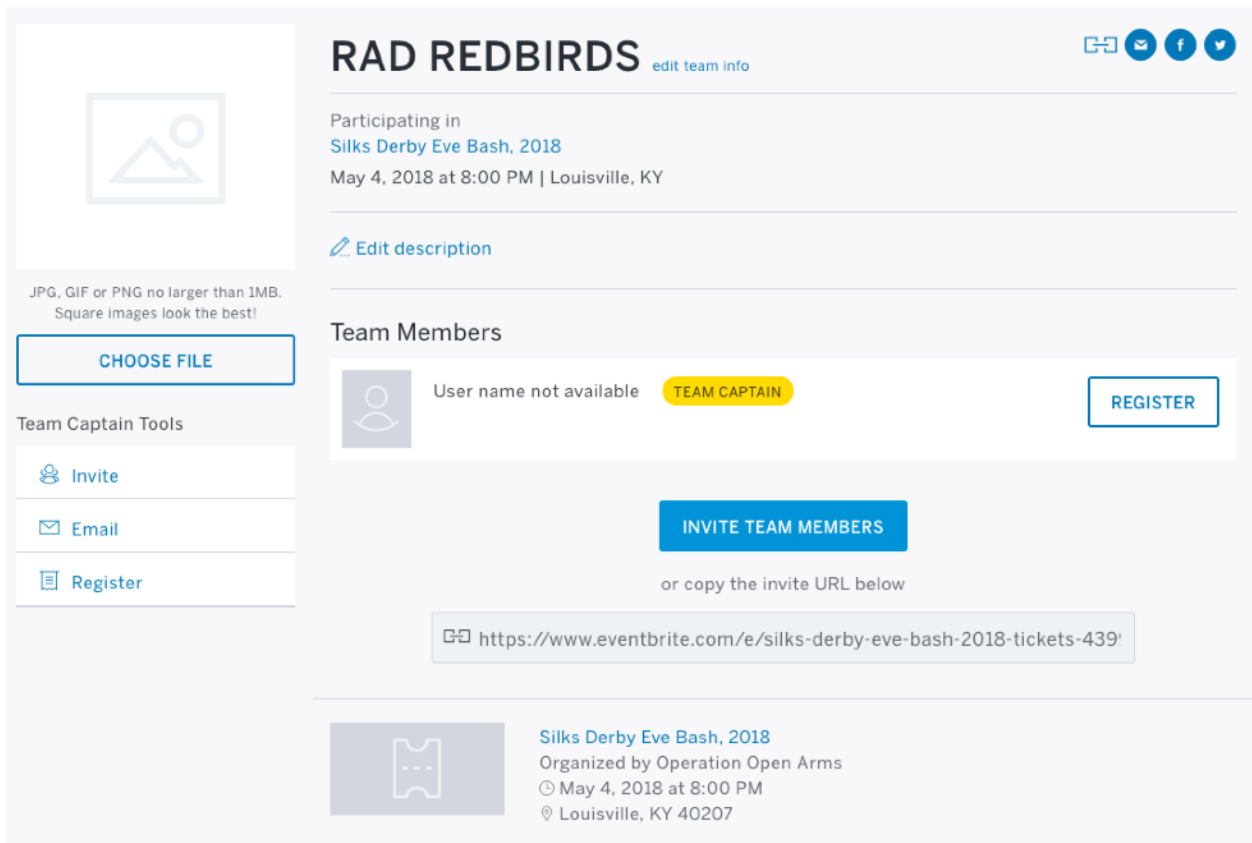 RAD REDBIRDS edit team info
Participating in
Silks Derby Eve Bash, 2018
May 4, 2018 at 8:00 PM | Louisville, KY
Edit description
JPG, GIF or PNG no larger than 1MB.
Square images look the best!
CHOOSE FILE
Team Captain Tools
Invite
Email
Register
Team Members
User name not available TEAM CAPTAIN REGISTER
INVITE TEAM MEMBERS
or copy the invite URL below
https://www.eventbrite.com/e/silks-derby-eve-bash-2018-tickets-439
Silks Derby Eve Bash, 2018
Organized by Operation Open Arms
May 4, 2018 at 8:00 PM
Louisville, KY 40207